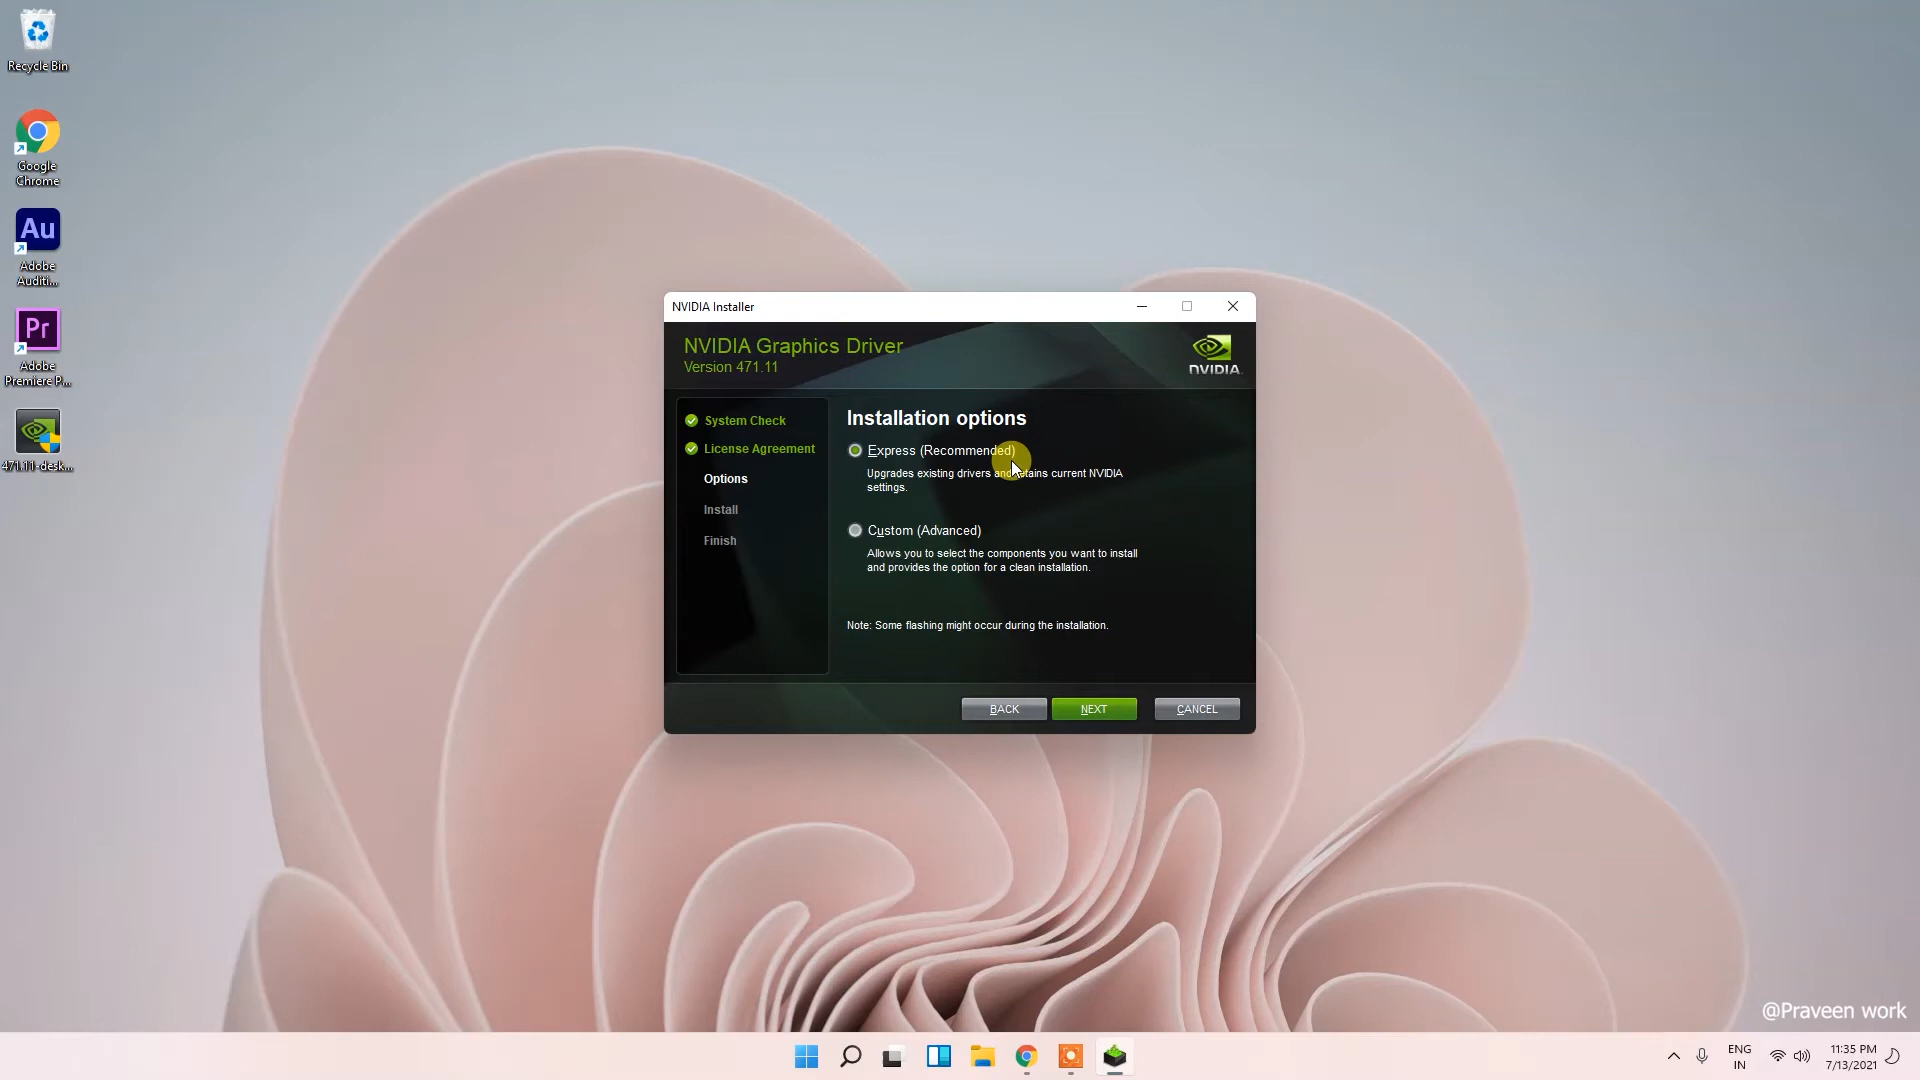 Recycle Bin
Google
Chrome
Au
Adobe
Auditi...
Pr
Adobe
Premiere P...
471.11-desk...
NVIDIA Installer
NVIDIA Graphics Driver
Version 471.11
NVIDIA.
System Check
License Agreement
Options
Install
Finish
Installation options
Express (Recommended)
Upgrades existing drivers and retains current NVIDIA
settings.
Custom (Advanced)
Allows you to select the components you want to install
and provides the option for a clean installation.
Note: Some flashing might occur during the installation.
BACK
NEXT
CANCEL
@Praveen work
ENG
IN
11:35 PM
7/13/2021